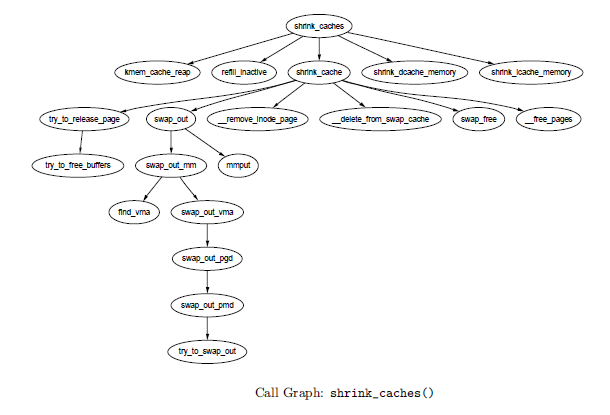 shrink_caches
kmem_cache_reap
refill_inactive
shrink_cache
shrink_dcache_memory
shrink_icache_memory
try_to_release_page
swap_out
__remove_inode_page
__delete_from_swap_cache
swap_free
__free_pages
try_to_free_buffers
swap_out_mm
mmput
find_vma
swap_out_vma
swap_out_pgd
swap_out_pmd
try_to_swap_out
Call Graph: shrink_caches()